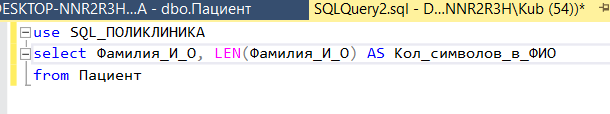 DESKTOP-NNR2R3H...A - dbo.Пациент SQLQuery2.sql - D...NNR2R3H\Kub (54))*
use SQL_ПОЛИКЛИНИКА
select Фамилия_И_О, LEN(Фамилия_И_О) AS Кол_символов_в_ФИО
from Пациент